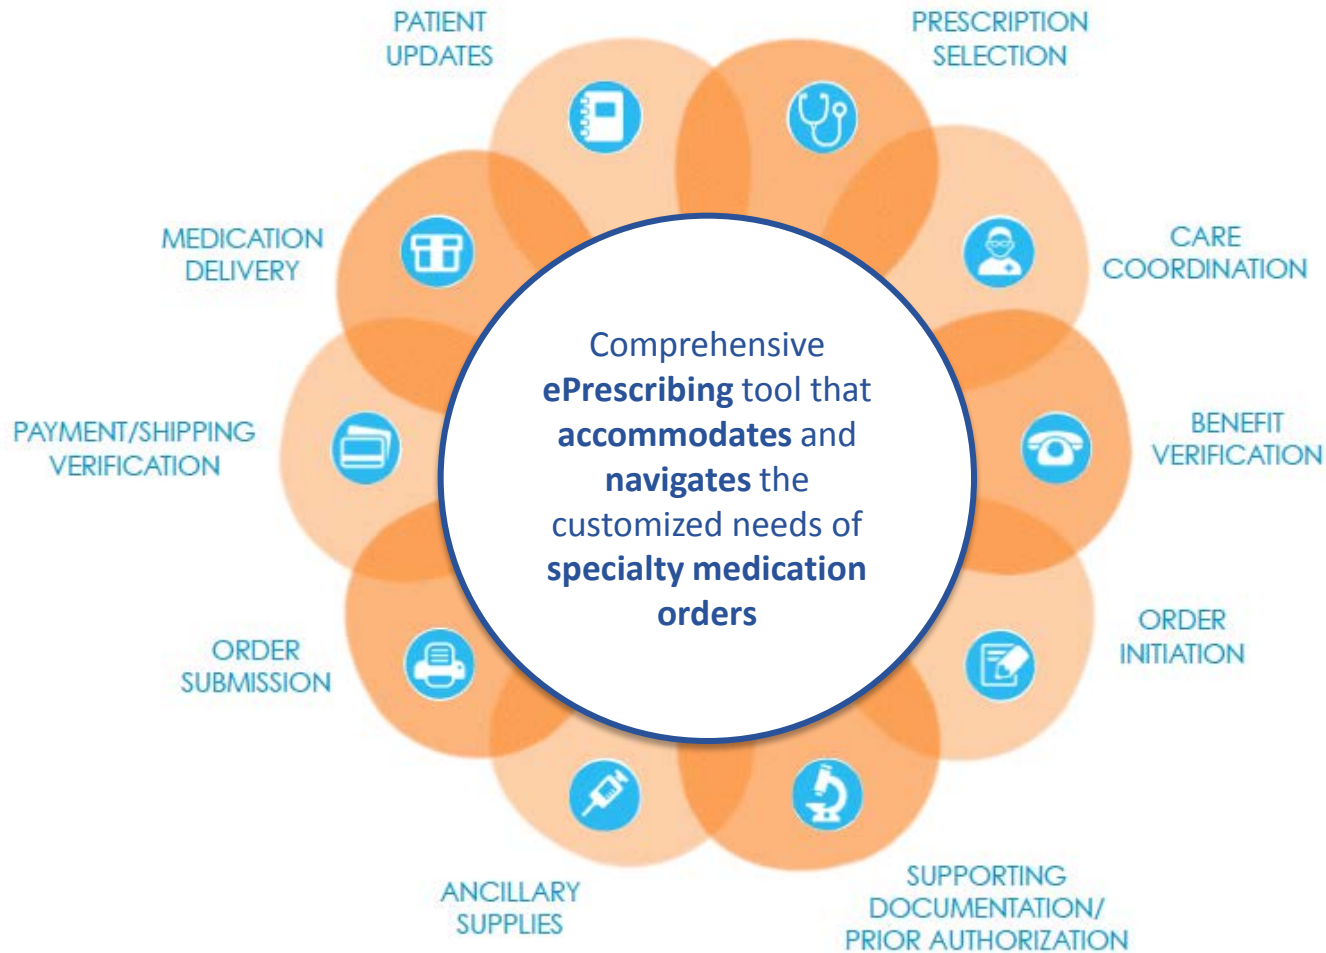 PATIENT
UPDATES
PRESCRIPTION
SELECTION
CARE
COORDINATION
BENEFIT
VERIFICATION
ORDER
INITIATION
SUPPORTING
DOCUMENTATION/
PRIOR AUTHORIZATION
ANCILLARY
SUPPLIES
ORDER
SUBMISSION
PAYMENT/SHIPPING
VERIFICATION
MEDICATION
DELIVERY
Comprehensive
ePrescribing tool that
accommodates and
navigates the
customized needs of
specialty medication
orders